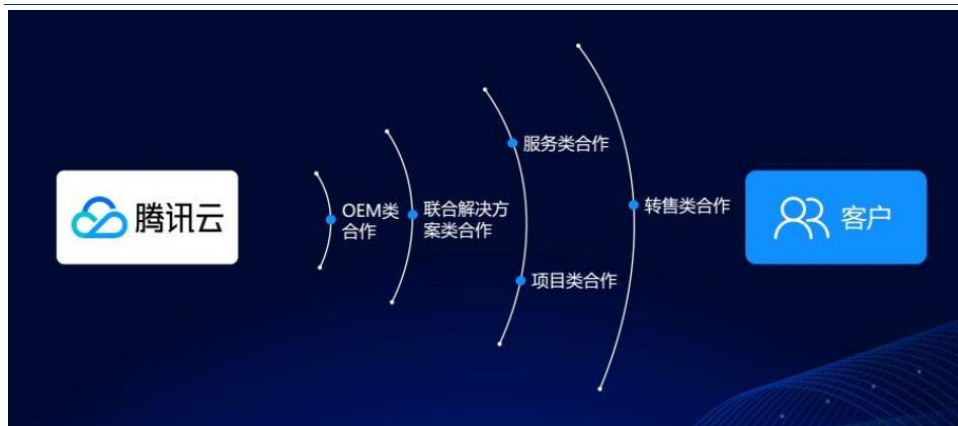 腾讯云
OEM类
合作
联合解决方
案类合作
服务类合作
项目类合作
转售类合作
客户